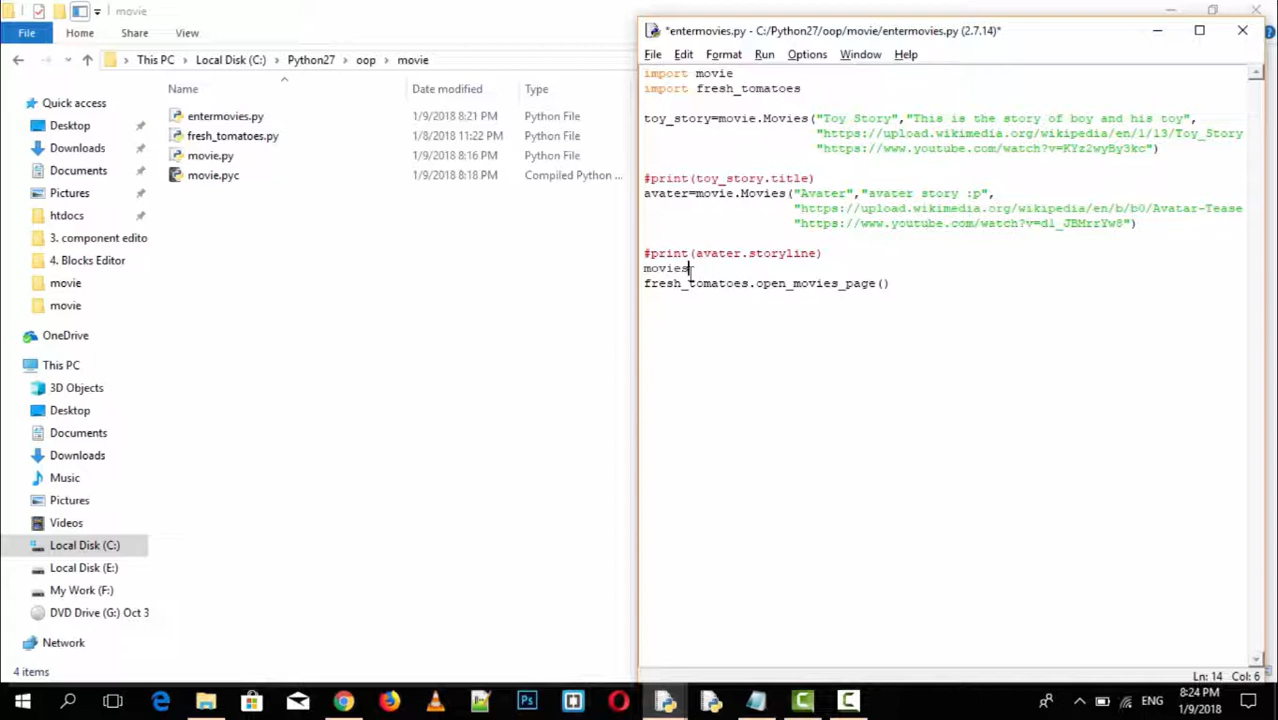 movie
File
Home
Share
View
This PC
Local Disk (C:)
Python27
oop
movie
Name
Date modified
Type
entermovies.py
1/9/2018 8:21 PM
Python File
fresh_tomatoes.py
1/8/2018 11:22 PM
Python File
movie.py
1/9/2018 8:16 PM
Python File
movie.pyc
1/9/2018 8:18 PM
Compiled Python ...
Quick access
Desktop
Downloads
Documents
Pictures
htdocs
3. component edito
4. Blocks Editor
movie
movie
OneDrive
This PC
3D Objects
Desktop
Documents
Downloads
Music
Pictures
Videos
Local Disk (C:)
Local Disk (E:)
My Work (F:)
DVD Drive (G:) Oct 3
Network
4 items
*entermovies.py - C:/Python27/oop/movie/entermovies.py (2.7.14)*
File Edit Format Run Options Window Help
import movie
import fresh_tomatoes
toy_story=movie.Movies("Toy Story","This is the story of boy and his toy",
"https://upload.wikimedia.org/wikipedia/en/1/13/Toy_Story
"https://www.youtube.com/watch?v=KYz2wyBy3kc")
#print(toy_story.title)
avater=movie.Movies("Avater","avater story :p",
"https://upload.wikimedia.org/wikipedia/en/b/b0/Avatar-Tease
"https://www.youtube.com/watch?v=d1_JBMrrYw8")
#print(avater.storyline)
movies
fresh_tomatoes.open_movies_page()
Ln: 14 Col: 6
ENG
8:24 PM
1/9/2018